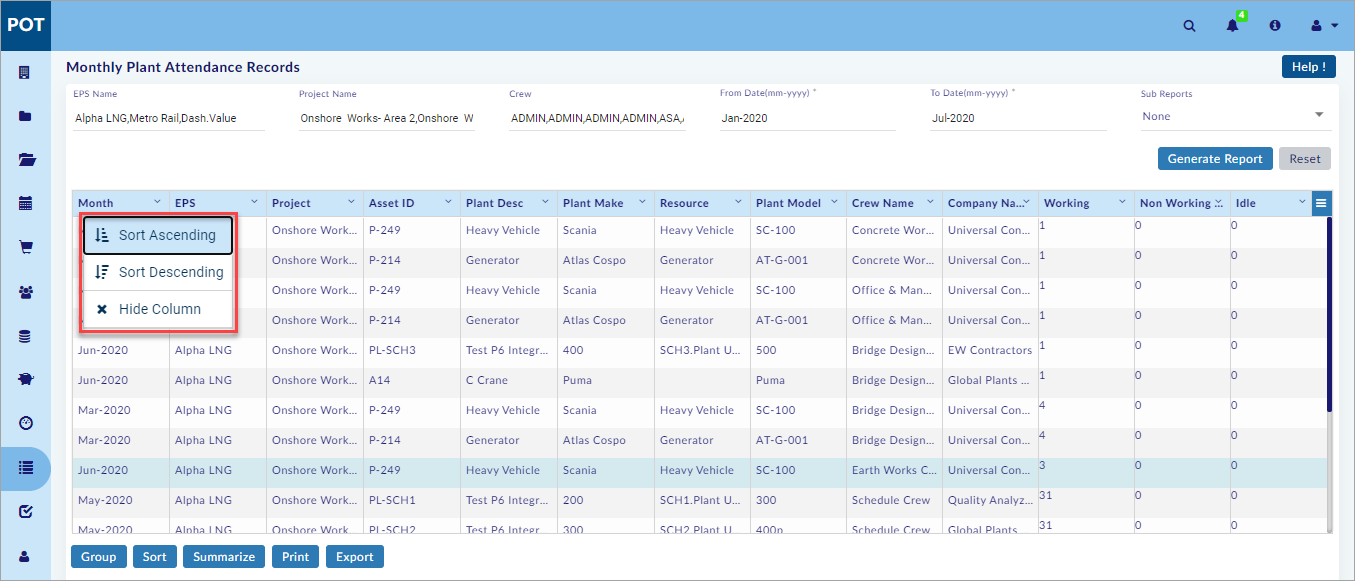 POT
4
Monthly Plant Attendance Records
Help !
EPS Name Project Name Crew From Date(mm-yyyy) * To Date(mm-yyyy) * Sub Reports
Alpha LNG,Metro Rail,Dash.Value Onshore Works- Area 2,Onshore W ADMIN,ADMIN,ADMIN,ADMIN,ASA, Jan-2020 Jul-2020 None
Generate Report Reset
Month EPS Project Asset ID Plant Desc Plant Make Resource Plant Model Crew Name Company Na... Working Non Working ... Idle
Sort Ascending
Sort Descending
Hide Column
Onshore Work... P-249 Heavy Vehicle Scania Heavy Vehicle SC-100 Concrete Wor... Universal Con... 1 0 0
Onshore Work... P-214 Generator Atlas Cospo Generator AT-G-001 Concrete Wor... Universal Con... 1 0 0
Onshore Work... P-249 Heavy Vehicle Scania Heavy Vehicle SC-100 Office & Man... Universal Con... 1 0 0
Onshore Work... P-214 Generator Atlas Cospo Generator AT-G-001 Office & Man... Universal Con... 1 0 0
Jun-2020 Alpha LNG Onshore Work... PL-SCH3 Test P6 Integr... 400 SCH3.Plant U... 500 Bridge Design... EW Contractors 1 0 0
Jun-2020 Alpha LNG Onshore Work... A14 C Crane Puma Puma Bridge Design... Global Plants ... 1 0 0
Mar-2020 Alpha LNG Onshore Work... P-249 Heavy Vehicle Scania Heavy Vehicle SC-100 Bridge Design... Universal Con... 4 0 0
Mar-2020 Alpha LNG Onshore Work... P-214 Generator Atlas Cospo Generator AT-G-001 Bridge Design... Universal Con... 4 0 0
Jun-2020 Alpha LNG Onshore Work... P-249 Heavy Vehicle Scania Heavy Vehicle SC-100 Earth Works C... Universal Con... 3 0 0
May-2020 Alpha LNG Onshore Work... PL-SCH1 Test P6 Integr... 200 SCH1.Plant U... 300 Schedule Crew Quality Analyz... 31 0 0
May-2020 Alpha LNG Onshore Work... PL-SCH2 Test P6 Integr... 300 SCH2.Plant U... 400p Schedule Crew Global Plants 31 0 0
Group Sort Summarize Print Export